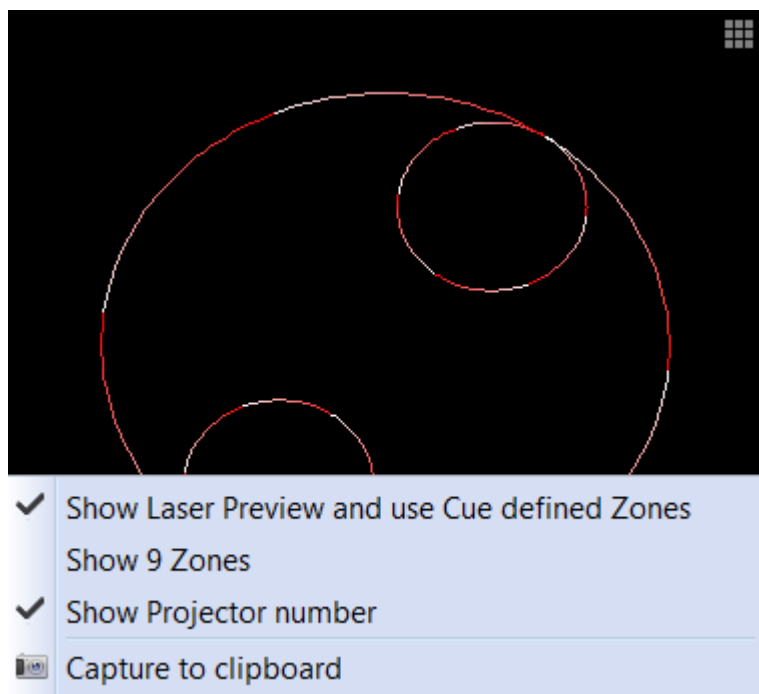 Show Laser Preview and use Cue defined Zones
Show 9 Zones
Show Projector number
Capture to clipboard